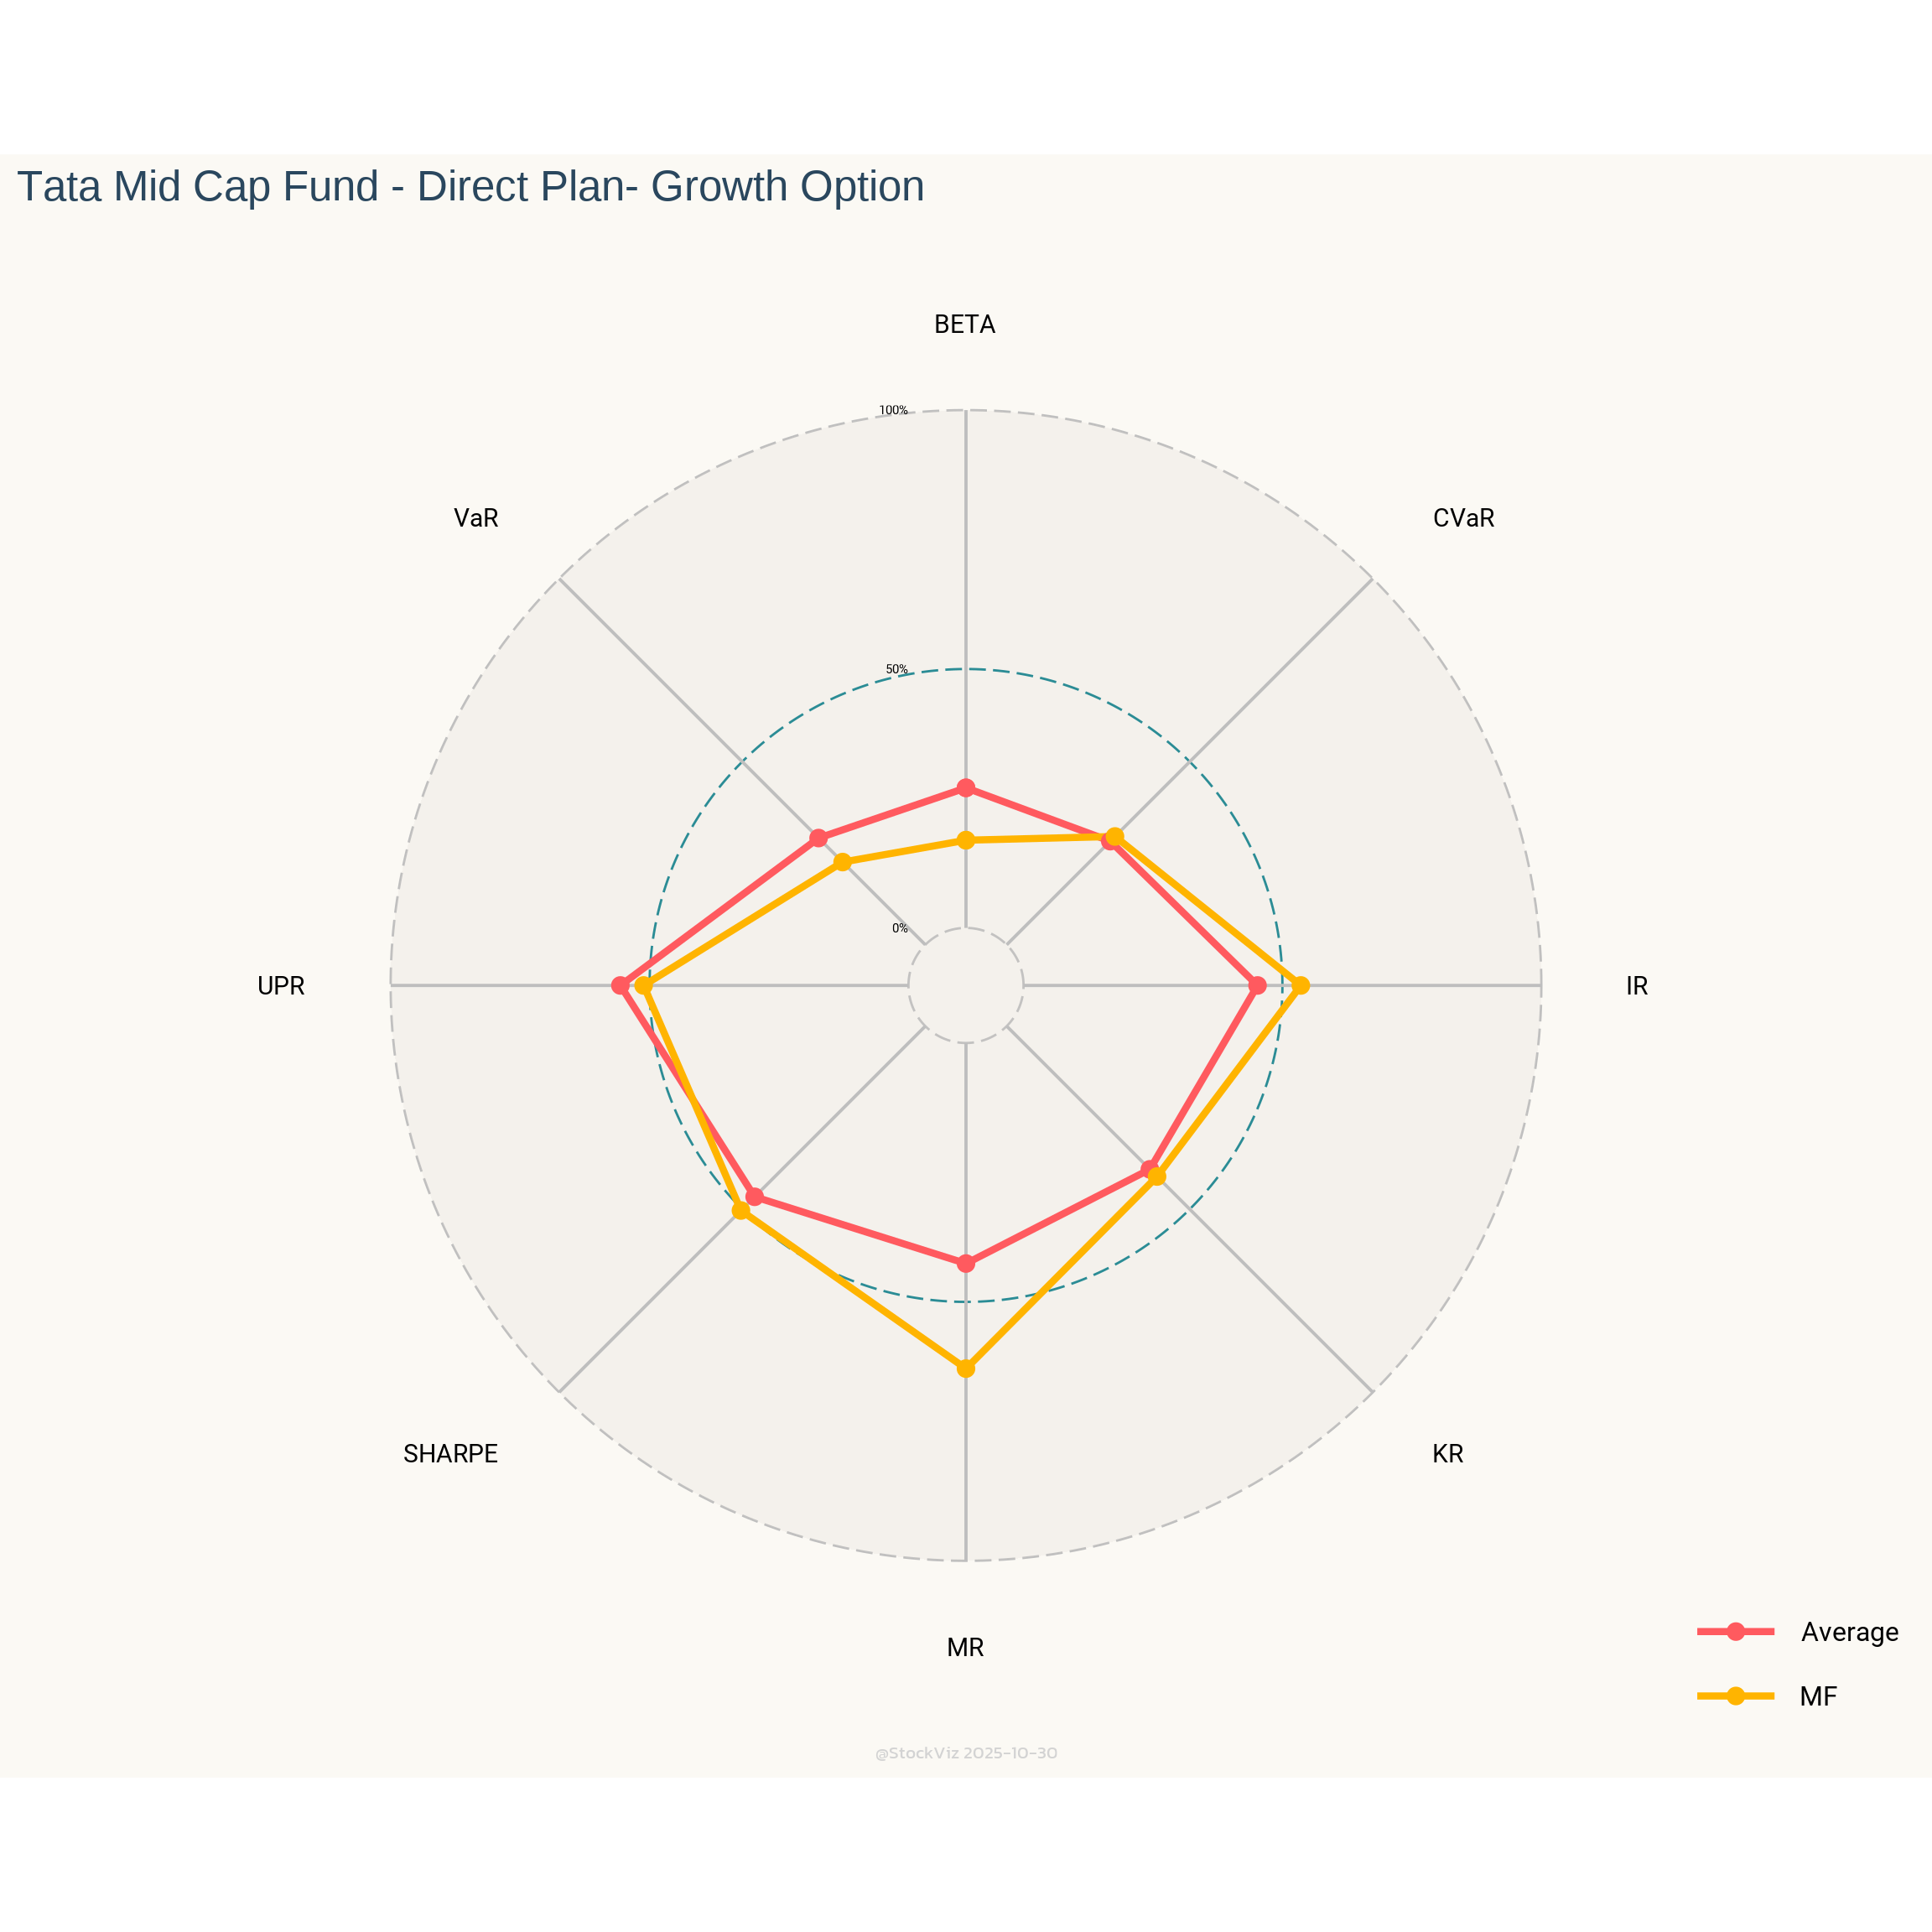 Tata Mid Cap Fund - Direct Plan- Growth Option
BETA
100%
VaR
CVaR
50%
0%
UPR
IR
SHARPE
KR
MR
Average
MF
@StockViz 2025-10-30